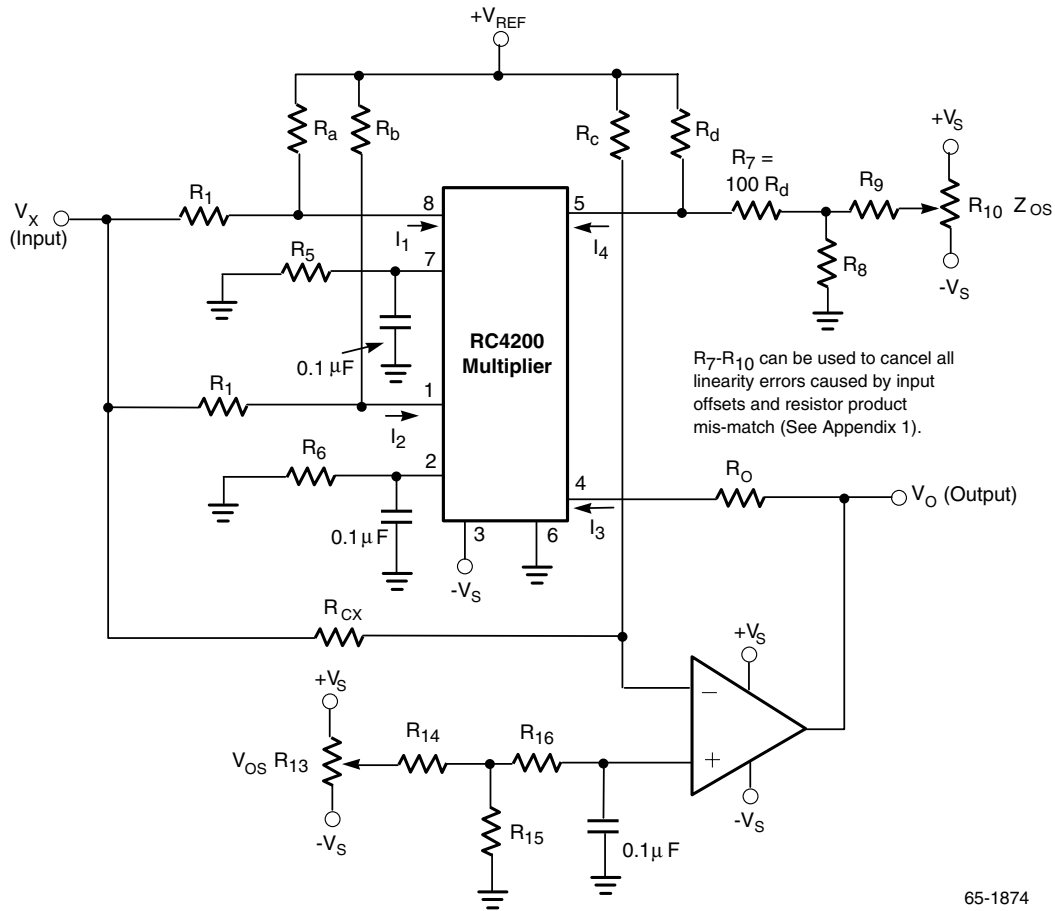 +VREF
Ra
Rb
Rc
Rd
+VS
R7 =
100 Rd
R9
R10
ZOS
-VS
R8
VX
(Input)
R1
8
I1
5
I4
R5
7
0.1 μF
RC4200
Multiplier
R7-R10 can be used to cancel all
linearity errors caused by input
offsets and resistor product
mis-match (See Appendix 1).
R1
1
I2
R6
2
0.1μ F
3
-VS
6
4
I3
RO
VO (Output)
RCX
+VS
VOS R13
-VS
R14
R16
R15
0.1μ F
+VS
−
+
-VS
65-1874